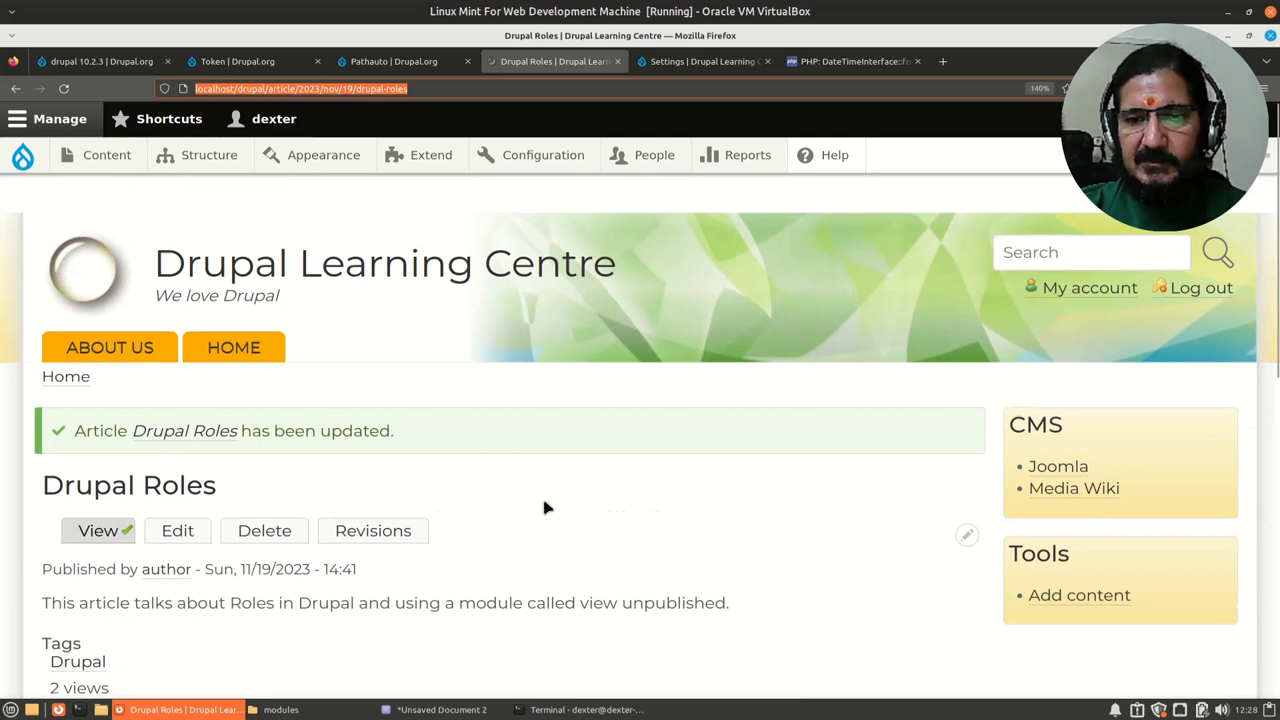 Linux Mint For Web Development Machine [Running] - Oracle VM VirtualBox
Drupal Roles | Drupal Learning Centre — Mozilla Firefox
drupal 10.2.3 | Drupal.org
Token | Drupal.org
Pathauto | Drupal.org
Drupal Roles | Drupal Learn
Settings | Drupal Learning C
PHP: DateTimeInterface::fo
localhost/drupal/article/2023/nov/19/drupal-roles
140%
Manage
Shortcuts
dexter
Content
Structure
Appearance
Extend
Configuration
People
Reports
Help
Drupal Learning Centre
We love Drupal
Search
My account
Log out
ABOUT US
HOME
Home
Article Drupal Roles has been updated.
Drupal Roles
View
Edit
Delete
Revisions
Published by author - Sun, 11/19/2023 - 14:41
This article talks about Roles in Drupal and using a module called view unpublished.
Tags
Drupal
2 views
CMS
Joomla
Media Wiki
Tools
Add content
Drupal Roles | Drupal Lear...
modules
*Unsaved Document 2
Terminal - dexter@dexter-...
12:28